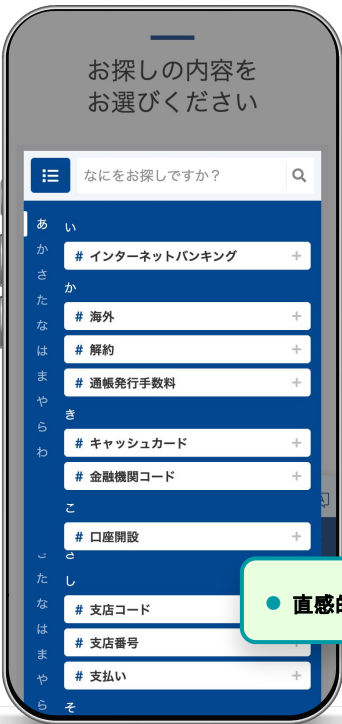 お探しの内容を
お選びください
なにをお探しですか？
あ
か
さ
た
な
は
ま
や
ら
わ
い
# インターネットバンキング +
か
# 海外 +
# 解約 +
# 通帳発行手数料 +
き
# キャッシュカード +
# 金融機関コード +
こ
# 口座開設 +
さ
し
# 支店コード
# 支店番号
# 支払い +
そ
た
な
は
ま
や
ら
直感的